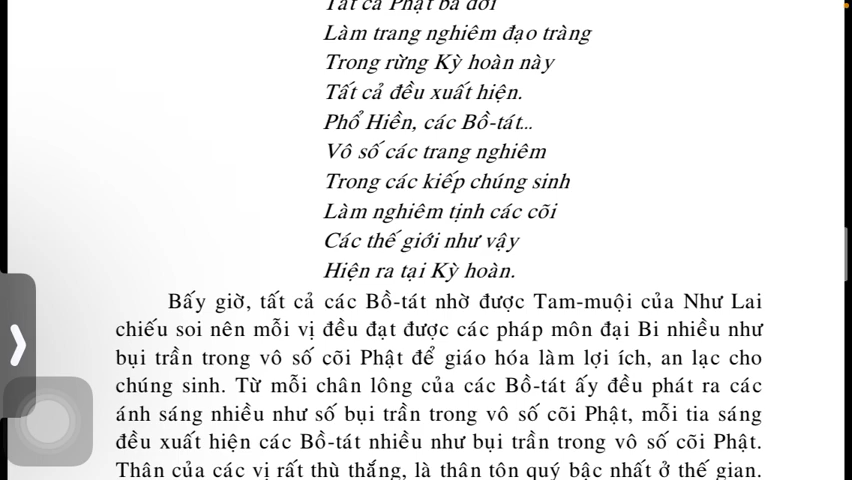 Tất cả Phật ba đời
Làm trang nghiêm đạo tràng
Trong rừng Kỳ hoàn này
Tất cả đều xuất hiện.
Phổ Hiền, các Bồ-tát...
Vô số các trang nghiêm
Trong các kiếp chúng sinh
Làm nghiêm tịnh các cõi
Các thế giới như vậy
Hiện ra tại Kỳ hoàn.
Bấy giờ, tất cả các Bồ-tát nhờ được Tam-muội của Như Lai
chiếu soi nên mỗi vị đều đạt được các pháp môn đại Bi nhiều như
bụi trần trong vô số cõi Phật để giáo hóa làm lợi ích, an lạc cho
chúng sinh. Từ mỗi chân lông của các Bồ-tát ấy đều phát ra các
ánh sáng nhiều như số bụi trần trong vô số cõi Phật, mỗi tia sáng
đều xuất hiện các Bồ-tát nhiều như bụi trần trong vô số cõi Phật.
Thân của các vị rất thù thắng, là thân tôn quý bậc nhất ở thế gian.